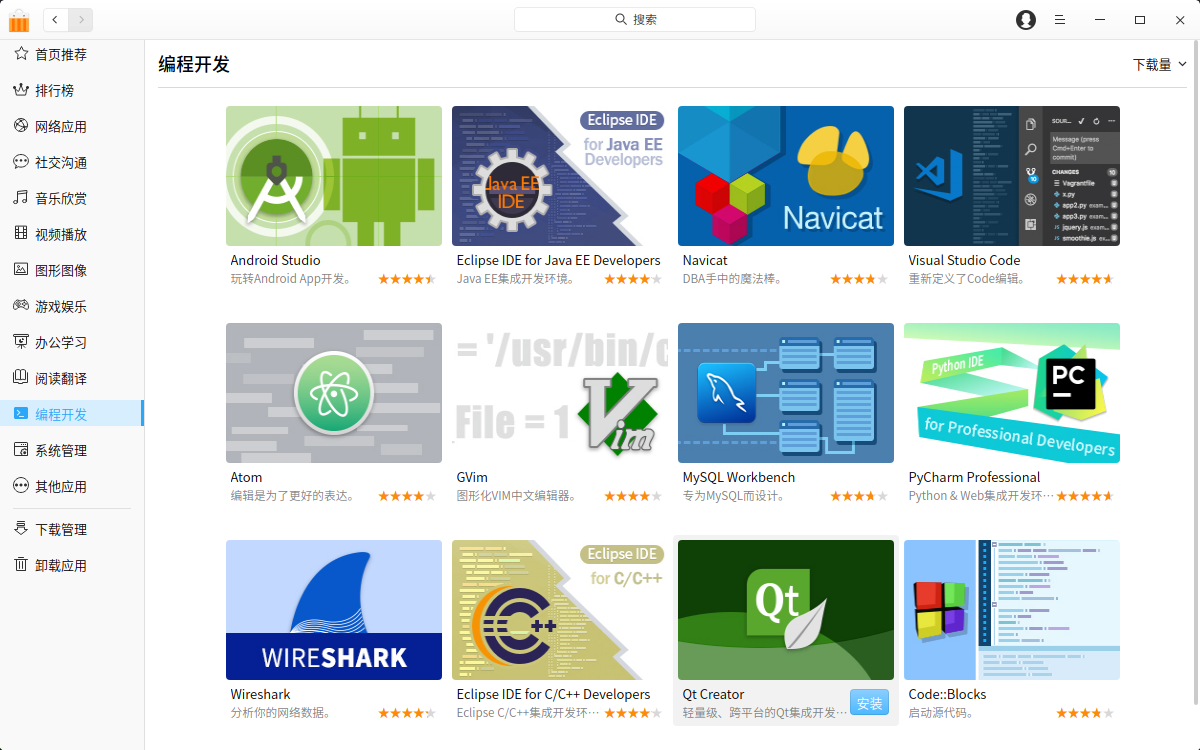 搜索
首页推荐
排行榜
网络应用
社交沟通
音乐欣赏
视频播放
图形图像
游戏娱乐
办公学习
阅读翻译
编程开发
系统管理
其他应用
下载管理
卸载应用
编程开发
下载量
Android Studio
玩转Android App开发。
Eclipse IDE
for Java EE
Developers
Java EE
IDE
Eclipse IDE for Java EE Developers
Java EE集成开发环境。
Navicat
Navicat
DBA手中的魔法棒。
SOUR...
Message (press
Cmd+Enter to
commit)
CHANGES 10
Vagrantfile
x.py
app2.py exam...
app3.py exam...
jquery.js exam...
smoothie.js exa...
10
Visual Studio Code
重新定义了Code编辑。
Atom
编辑是为了更好的表达。
= '/usr/bin/c
File = 1
Vim
GVim
图形化VIM中文编辑器。
MySQL Workbench
专为MySQL而设计。
Python IDE
PC
for Professional Developers
PyCharm Professional
Python & Web集成开发环…
WIRESHARK
Wireshark
分析你的网络数据。
Eclipse IDE
for C/C++
C++
Eclipse IDE for C/C++ Developers
Eclipse C/C++集成开发环…
Qt
Qt Creator
轻量级、跨平台的Qt集成开发…
安装
Code::Blocks
启动源代码。